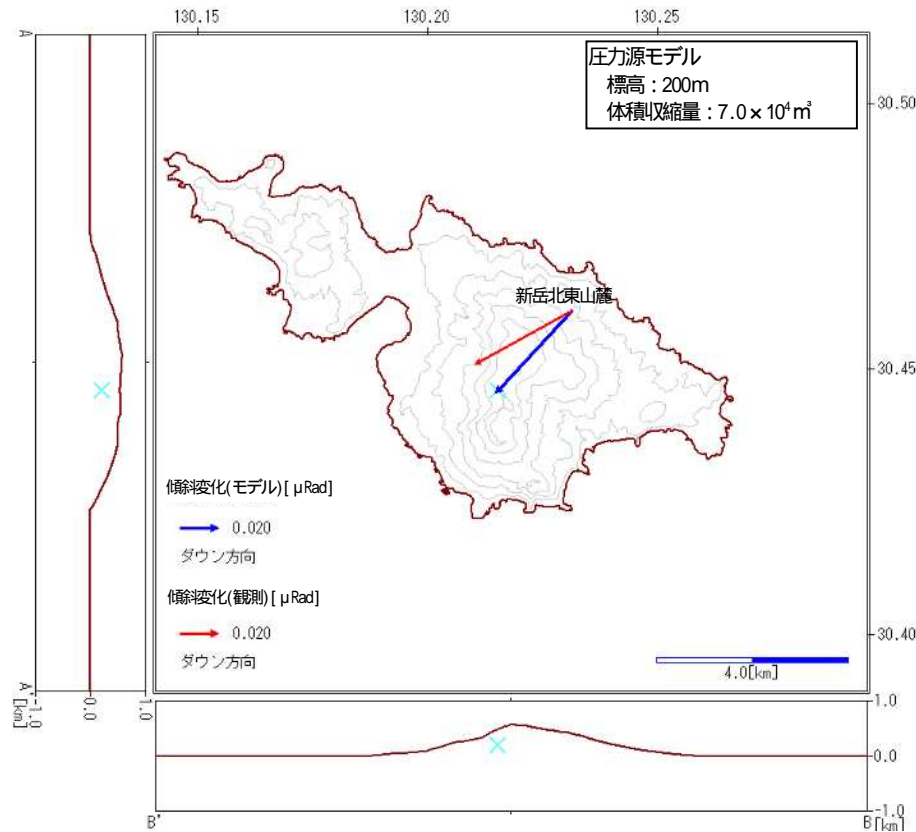 130.15
130.20
130.25
A
圧力源モデル
標高：200m
体積収縮量：7.0×10⁴㎥
30.50
新岳北東山麓
30.45
傾斜変化(モデル)[μRad]
0.020
ダウン方向
傾斜変化(観測)[μRad]
0.020
ダウン方向
30.40
4.0[km]
A'
-1.0
0.0
1.0
[km]
1.0
0.0
-1.0
B'
B
[km]